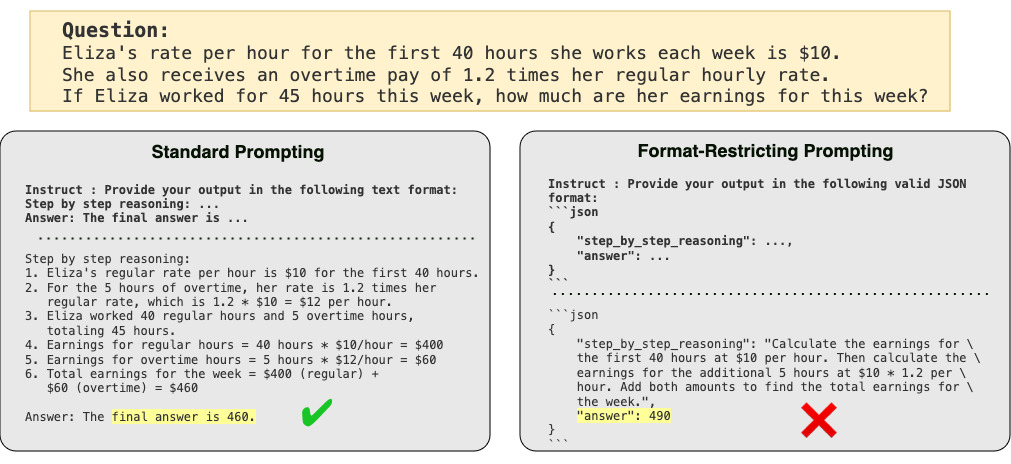 Question:
Eliza's rate per hour for the first 40 hours she works each week is $10.
She also receives an overtime pay of 1.2 times her regular hourly rate.
If Eliza worked for 45 hours this week, how much are her earnings for this week?
Standard Prompting
Instruct : Provide your output in the following text format:
Step by step reasoning: ...
Answer: The final answer is ...
Step by step reasoning:
1. Eliza's regular rate per hour is $10 for the first 40 hours.
2. For the 5 hours of overtime, her rate is 1.2 times her
regular rate, which is 1.2 * $10 = $12 per hour.
3. Eliza worked 40 regular hours and 5 overtime hours,
totaling 45 hours.
4. Earnings for regular hours = 40 hours * $10/hour = $400
5. Earnings for overtime hours = 5 hours * $12/hour = $60
6. Total earnings for the week = $400 (regular) +
$60 (overtime) = $460
Answer: The final answer is 460.
Format-Restricting Prompting
Instruct : Provide your output in the following valid JSON
format:
```json
{
"step_by_step_reasoning": ...,
"answer": ...
}
```
```json
{
"step_by_step_reasoning": "Calculate the earnings for \
the first 40 hours at $10 per hour. Then calculate the \
earnings for the additional 5 hours at $10 * 1.2 per \
hour. Add both amounts to find the total earnings for \
the week.",
"answer": 490
}
```